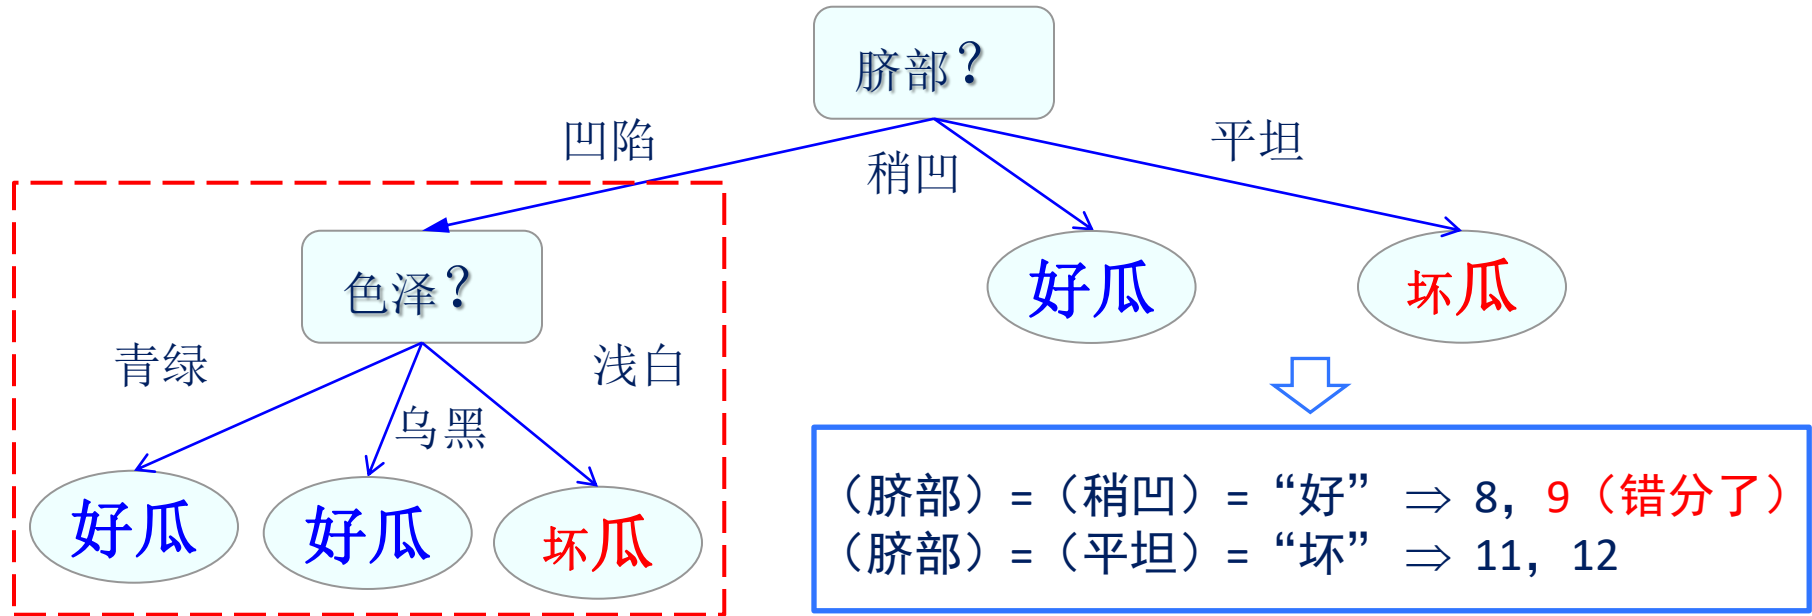 脐部？
凹陷
稍凹
平坦
色泽？
好瓜
坏瓜
青绿
乌黑
浅白
好瓜
好瓜
坏瓜
（脐部）=（稍凹）=“好” ⇒ 8，9（错分了）
（脐部）=（平坦）=“坏” ⇒ 11，12